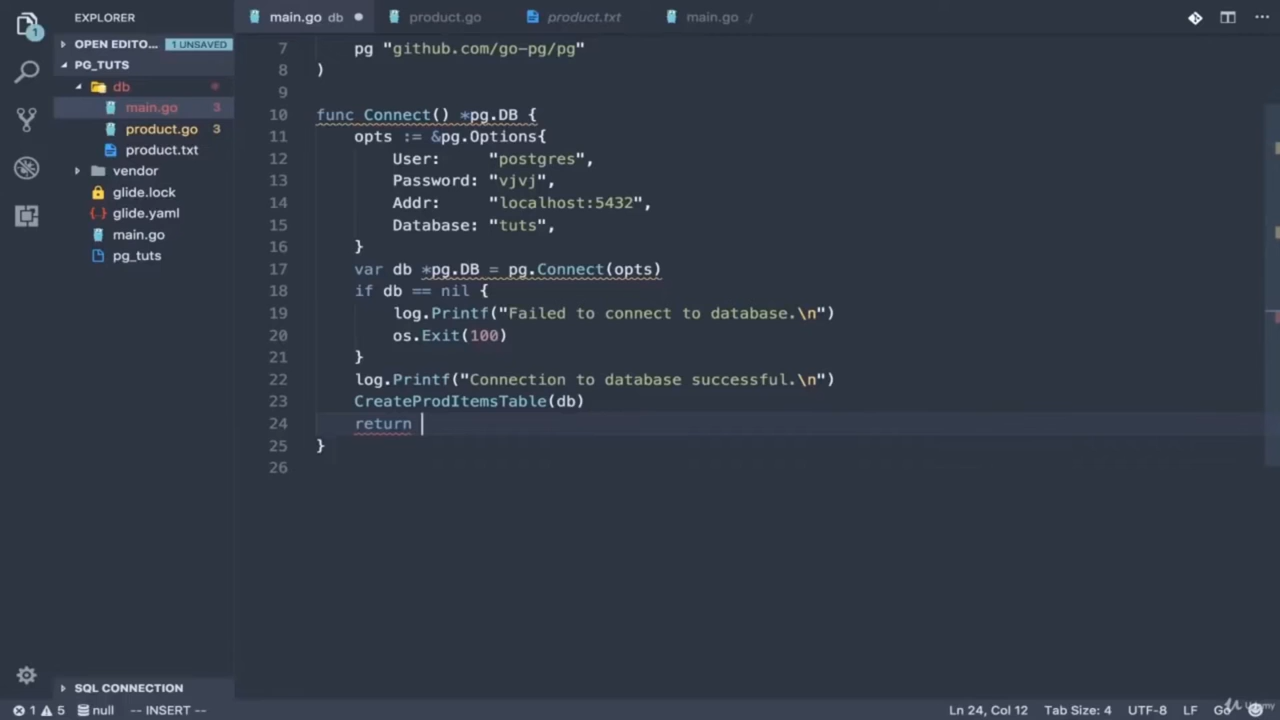 EXPLORER
main.go db
product.go
product.txt
main.go ./
OPEN EDITO... 1 UNSAVED
PG_TUTS
db
main.go 3
product.go 3
product.txt
vendor
glide.lock
glide.yaml
main.go
pg_tuts
SQL CONNECTION
7 pg "github.com/go-pg/pg"
8 )
9
10 func Connect() *pg.DB {
11 opts := &pg.Options{
12 User: "postgres",
13 Password: "vjvj",
14 Addr: "localhost:5432",
15 Database: "tuts",
16 }
17 var db *pg.DB = pg.Connect(opts)
18 if db == nil {
19 log.Printf("Failed to connect to database.\n")
20 os.Exit(100)
21 }
22 log.Printf("Connection to database successful.\n")
23 CreateProdItemsTable(db)
24 return
25 }
26
1 5 null -- INSERT -- Ln 24, Col 12 Tab Size: 4 UTF-8 LF Go
Udemy
1